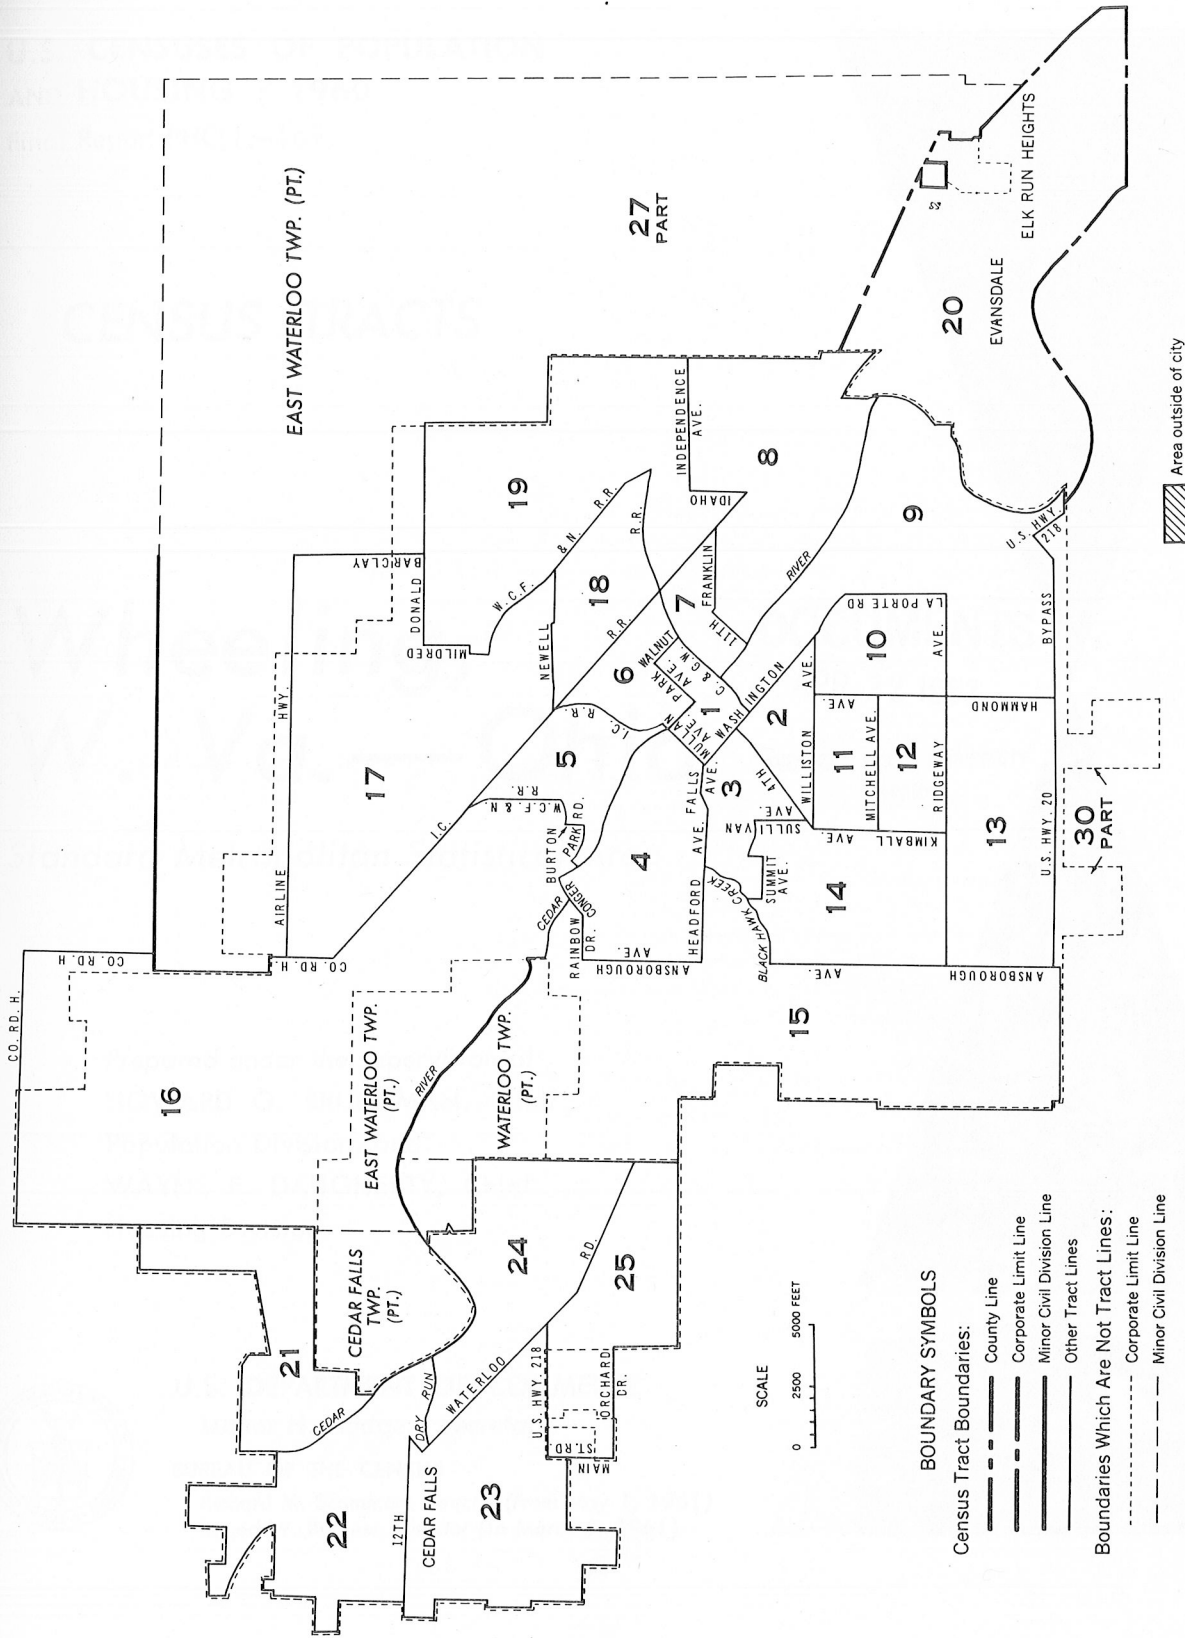 CO. RD. H.
CO. RD. H
16
CO. RD. H.
AIRLINE
HWY.
17
BARCLAY
DONALD
MILDRED
EAST WATERLOO TWP. (PT.)
27
PART
19
W. C. F. & N. R. R.
NEWELL
18
R. R.
R. R.
I. C.
INDEPENDENCE
AVE.
IDAHO
8
FRANKLIN
7
11TH
RIVER
6
WALNUT
PARK
AVE.
C. & G. W.
1
MULLAN
AVE.
WASHINGTON
I. C. R. R.
5
W.C.F. & N.
R.R.
BURTON
PARK RD.
CEDAR
CONGER
RAINBOW
DR.
4
ANSBOROUGH
AVE.
HEADFORD AVE.
FALLS
AVE.
3
2
4TH
WILLISTON
AVE.
SULLIVAN
AVE.
SUMMIT
AVE.
BLACK HAWK
CREEK
14
KIMBALL
AVE.
11
AVE.
MITCHELL AVE.
12
RIDGEWAY
AVE.
10
LA PORTE RD
9
HAMMOND
13
ANSBOROUGH
AVE.
U.S. HWY. 20
BYPASS
U.S. HWY.
218
30
PART
15
20
EVANSDALE
ELK RUN HEIGHTS
EAST WATERLOO TWP.
(PT.)
RIVER
WATERLOO TWP.
(PT.)
CEDAR FALLS
TWP.
(PT.)
21
CEDAR
22
12TH
CEDAR FALLS
23
DRY RUN
WATERLOO
RD.
24
25
U.S. HWY. 218
ST. RD.
MAIN
ORCHARD
DR.
SCALE
0 2500 5000 FEET
BOUNDARY SYMBOLS
Census Tract Boundaries:
County Line
Corporate Limit Line
Minor Civil Division Line
Other Tract Lines
Boundaries Which Are Not Tract Lines:
Corporate Limit Line
Minor Civil Division Line
Area outside of city
CENSUS TRACTS